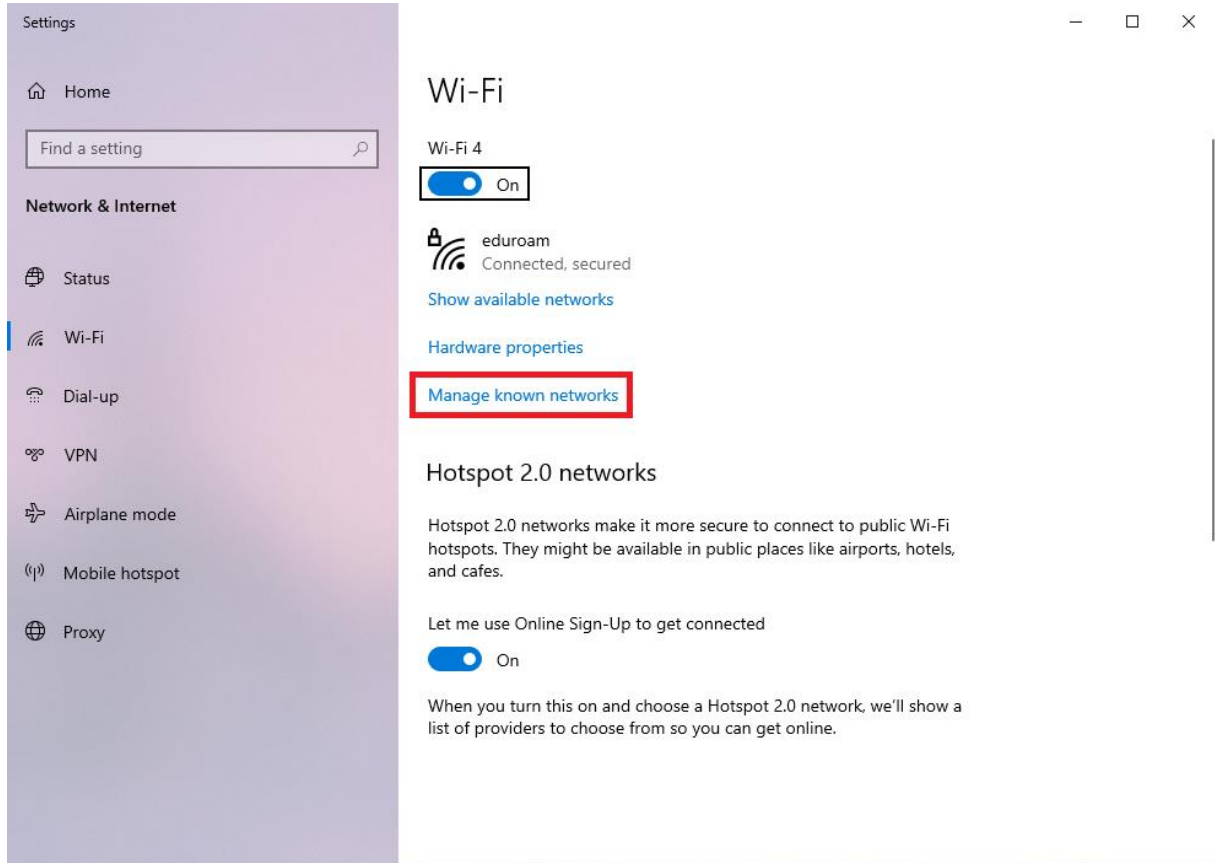 Settings
Home
Find a setting
Network & Internet
Status
Wi-Fi
Dial-up
VPN
Airplane mode
Mobile hotspot
Proxy
Wi-Fi
Wi-Fi 4
On
eduroam
Connected, secured
Show available networks
Hardware properties
Manage known networks
Hotspot 2.0 networks
Hotspot 2.0 networks make it more secure to connect to public Wi-Fi
hotspots. They might be available in public places like airports, hotels,
and cafes.
Let me use Online Sign-Up to get connected
On
When you turn this on and choose a Hotspot 2.0 network, we'll show a
list of providers to choose from so you can get online.